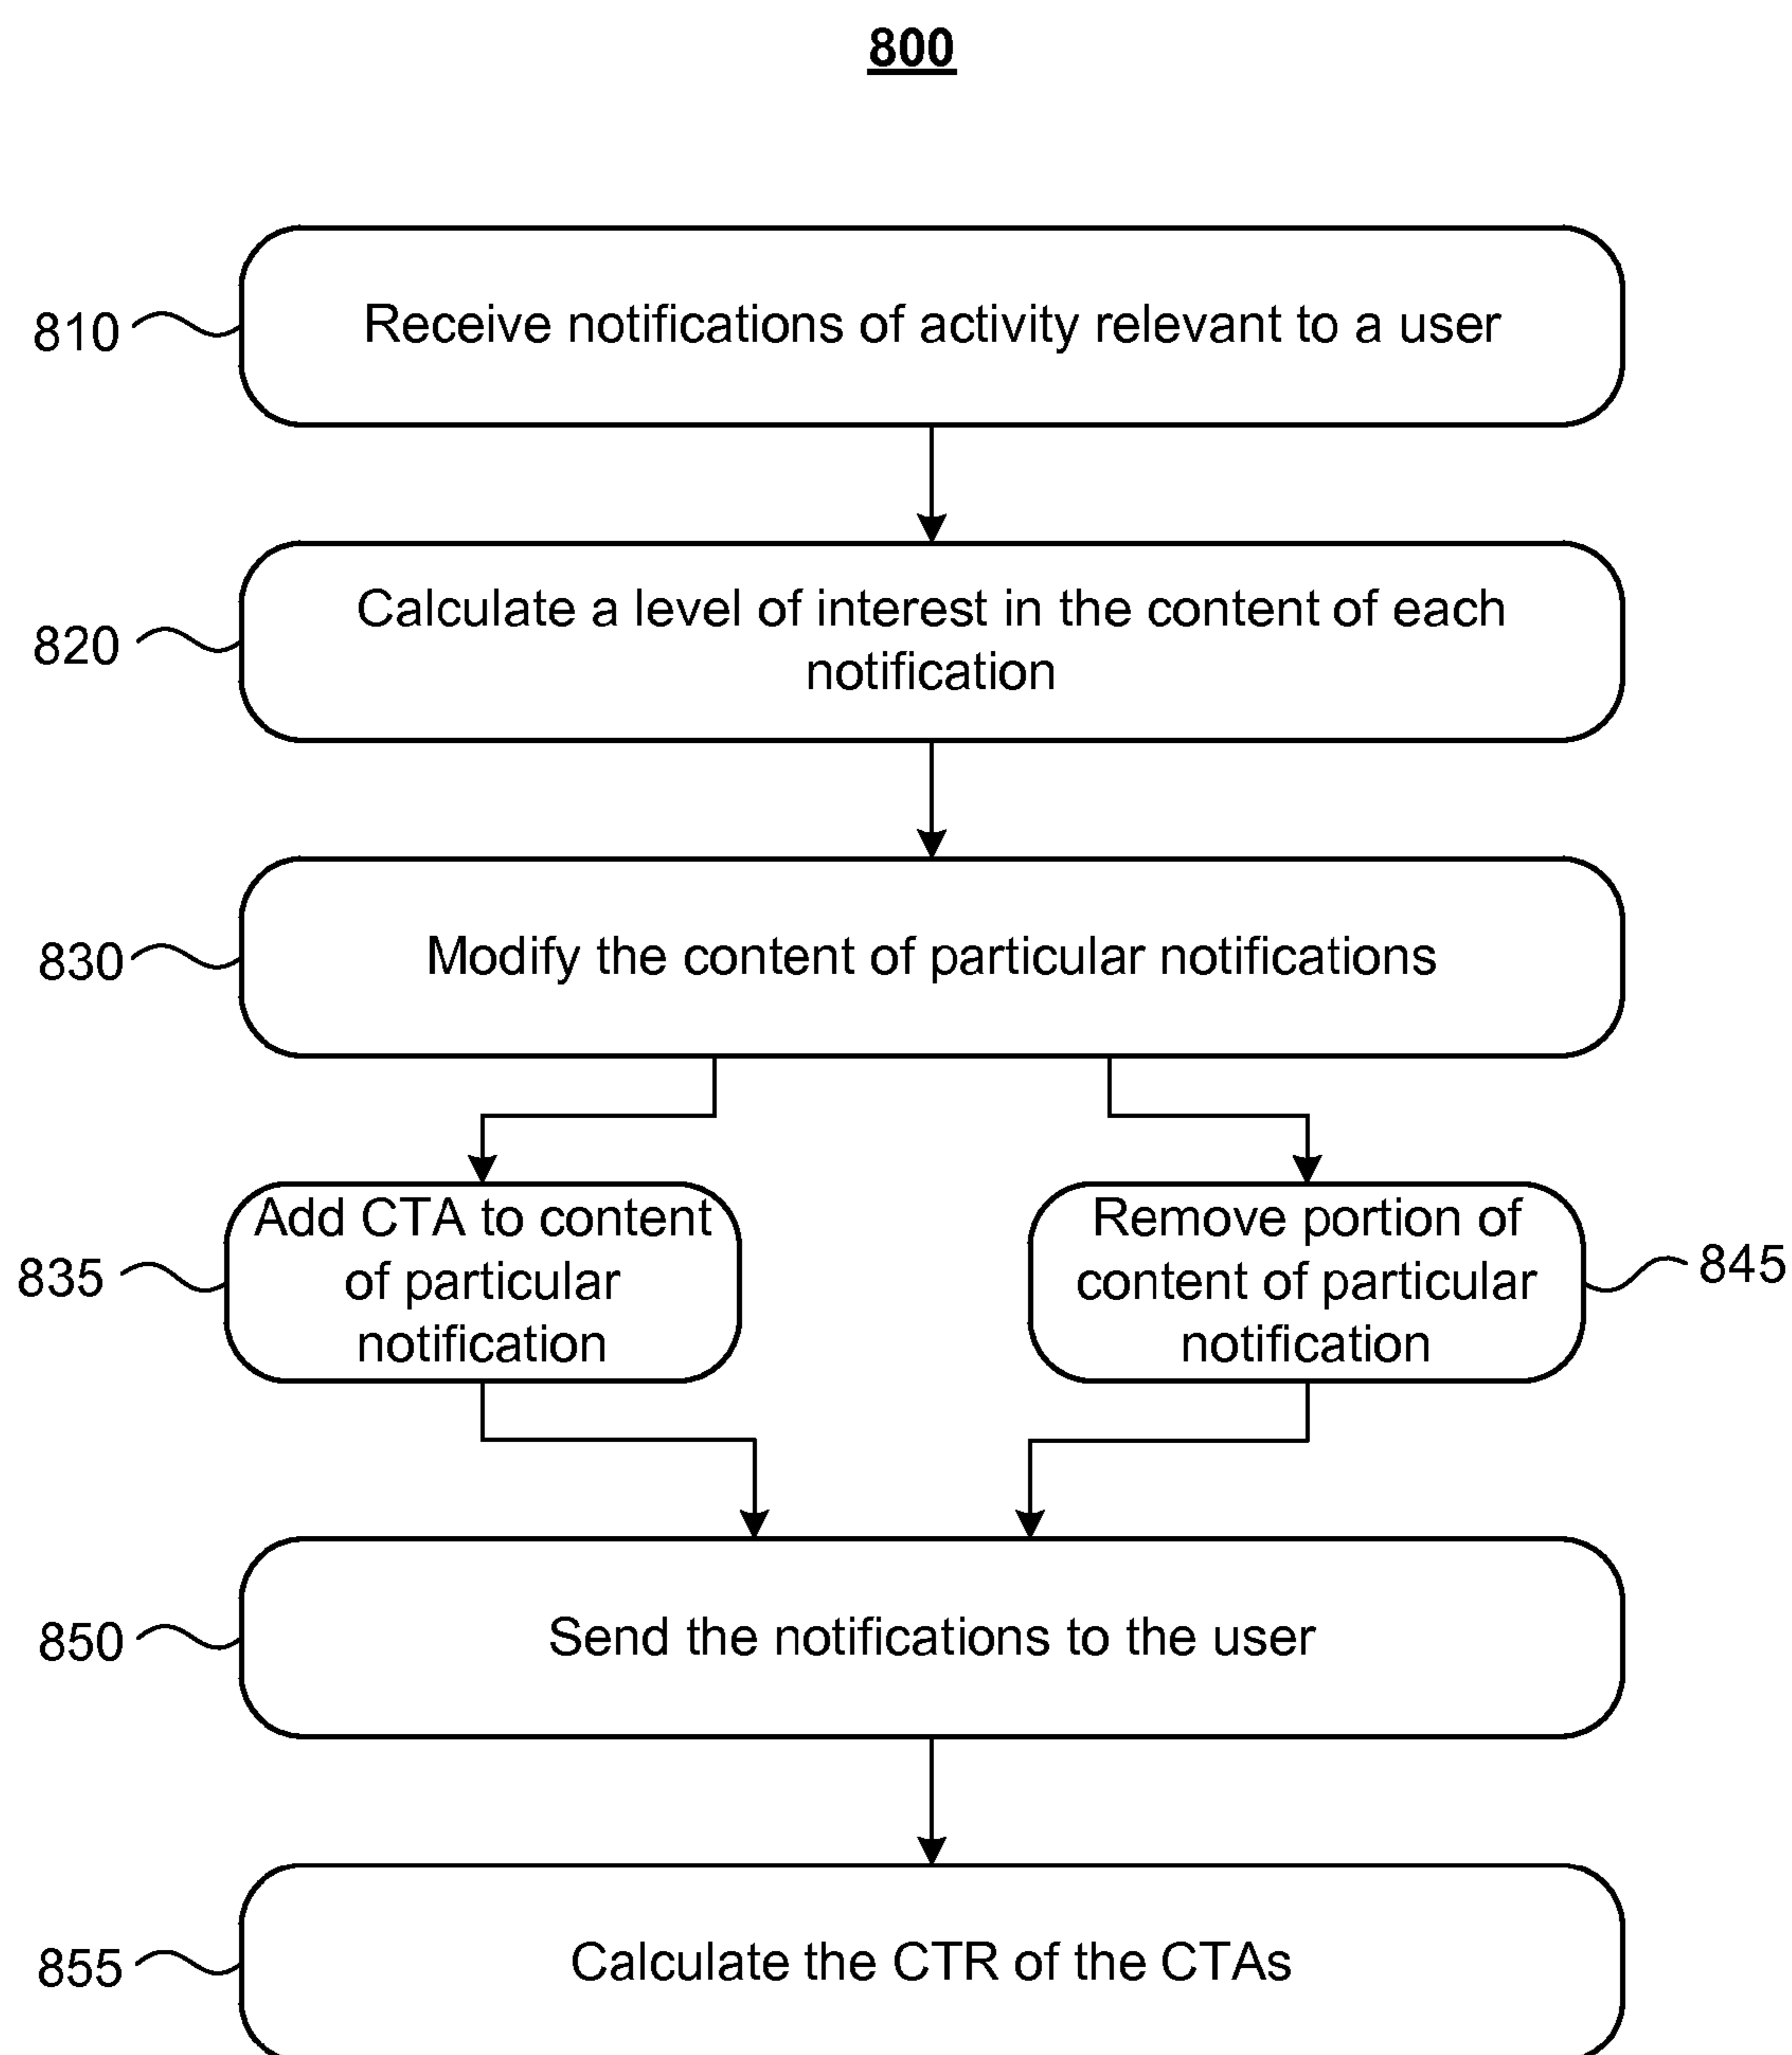 800
810
Receive notifications of activity relevant to a user
820
Calculate a level of interest in the content of each
notification
830
Modify the content of particular notifications
835
Add CTA to content
of particular
notification
Remove portion of
content of particular
notification
845
850
Send the notifications to the user
855
Calculate the CTR of the CTAs